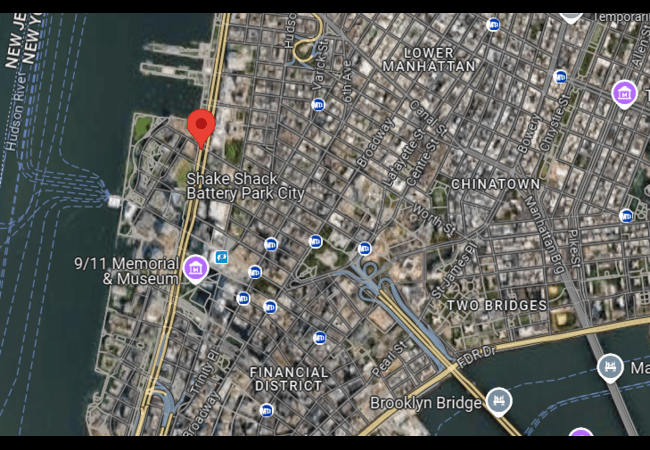 Temporari
NEW JE
NEW YO
Hudson River
Hudson
Varick St
6th Ave
LOWER
MANHATTAN
Allen St
Canal St
Broadway
Lafayette St
Centre St
Bowery
Chrystie St
Shake Shack
Battery Park City
CHINATOWN
Worth St
Manhattan Brg
Pike St
9/11 Memorial
& Museum
St James Pl
TWO BRIDGES
Pearl St
FDR Dr
Trinity Pl
FINANCIAL
DISTRICT
Broadway
Brooklyn Bridge
Ma